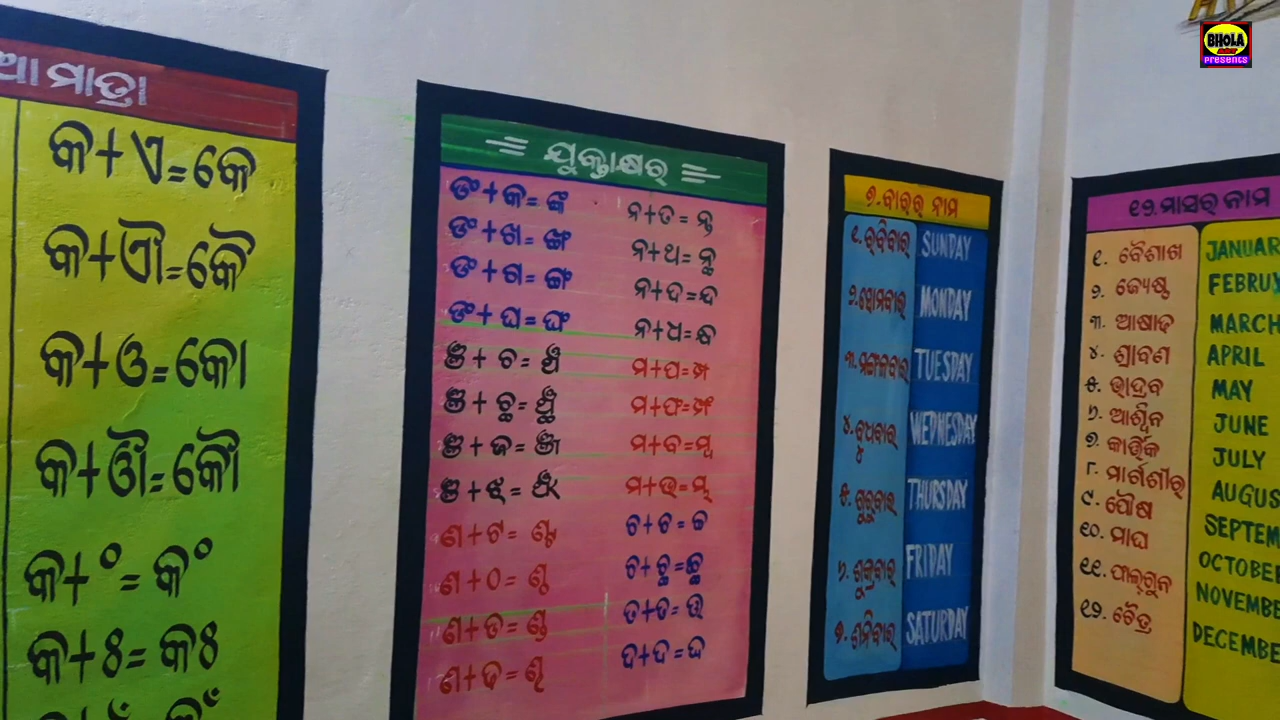 BHOLA
Presents
ଆ ମାତ୍ରା
କ+ଏ=କେ
କ+ଐ=କୈ
କ+ଓ=କୋ
କ+ଔ=କୌ
କ+ଂ=କଂ
କ+ଃ=କଃ
ଯୁକ୍ତାକ୍ଷର
ଙ+କ=ଙ୍କ
ଙ+ଖ=ଙ୍ଖ
ଙ+ଗ=ଙ୍ଗ
ଙ+ଘ=ଙ୍ଘ
ଞ+ଚ=ଞ୍ଚ
ଞ+ଛ=ଞ୍ଛ
ଞ+ଜ=ଞ୍ଜ
ଞ+ଝ=ଞ୍ଝ
ଣ+ଟ=ଣ୍ଟ
ଣ+ଠ=ଣ୍ଠ
ଣ+ଡ=ଣ୍ଡ
ଣ+ଢ=ଣ୍ଢ
ନ+ତ=ନ୍ତ
ନ+ଥ=ନ୍ଥ
ନ+ଦ=ନ୍ଦ
ନ+ଧ=ନ୍ଧ
ମ+ପ=ମ୍ପ
ମ+ଫ=ମ୍ଫ
ମ+ବ=ମ୍ବ
ମ+ଭ=ମ୍ଭ
ଚ+ଚ=ଚ୍ଚ
ଚ+ଛ=ଚ୍ଛ
ତ+ତ=ତ୍ତ
ଦ+ଦ=ଦ୍ଦ
୭.ବାରର ନାମ
୧.ରବିବାର SUNDAY
୨.ସୋମବାର MONDAY
୩.ମଙ୍ଗଳବାର TUESDAY
୪.ବୁଧବାର WEDNESDAY
୫.ଗୁରୁବାର THURSDAY
୬.ଶୁକ୍ରବାର FRIDAY
୭.ଶନିବାର SATURDAY
୧୨.ମାସର ନାମ
୧. ବୈଶାଖ JANUAR
୨. ଜ୍ୟେଷ୍ଠ FEBRUY
୩. ଆଷାଢ MARCH
୪. ଶ୍ରାବଣ APRIL
୫. ଭାଦ୍ରବ MAY
୬. ଆଶ୍ୱିନ JUNE
୭. କାର୍ତ୍ତିକ JULY
୮. ମାର୍ଗଶୀର AUGUS
୯. ପୌଷ SEPTEM
୧୦. ମାଘ OCTOBE
୧୧. ଫାଲ୍‌ଗୁନ NOVEMBE
୧୨. ଚୈତ୍ର DECEMBE